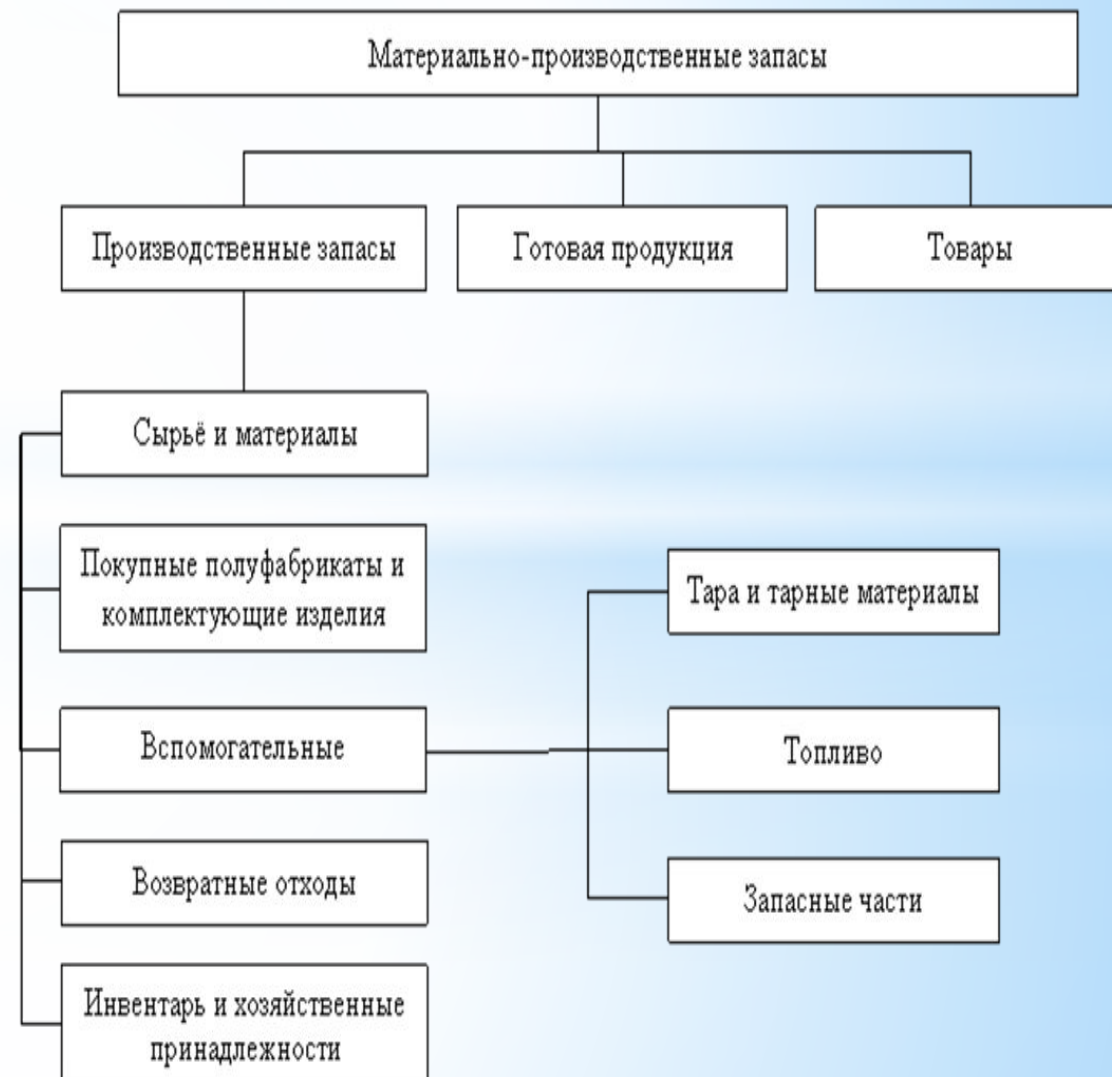 Материально-производственные запасы
Производственные запасы
Готовая продукция
Товары
Сырьё и материалы
Покупные полуфабрикаты и
комплектующие изделия
Вспомогательные
Возвратные отходы
Инвентарь и хозяйственные
принадлежности
Тара и тарные материалы
Топливо
Запасные части